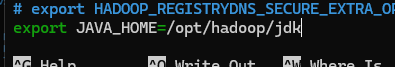 # export HADOOP_REGISTRYDNS_SECURE_EXTRA_OP
export JAVA_HOME=/opt/hadoop/jdk
^G Help ^O Write Out ^W Where Is